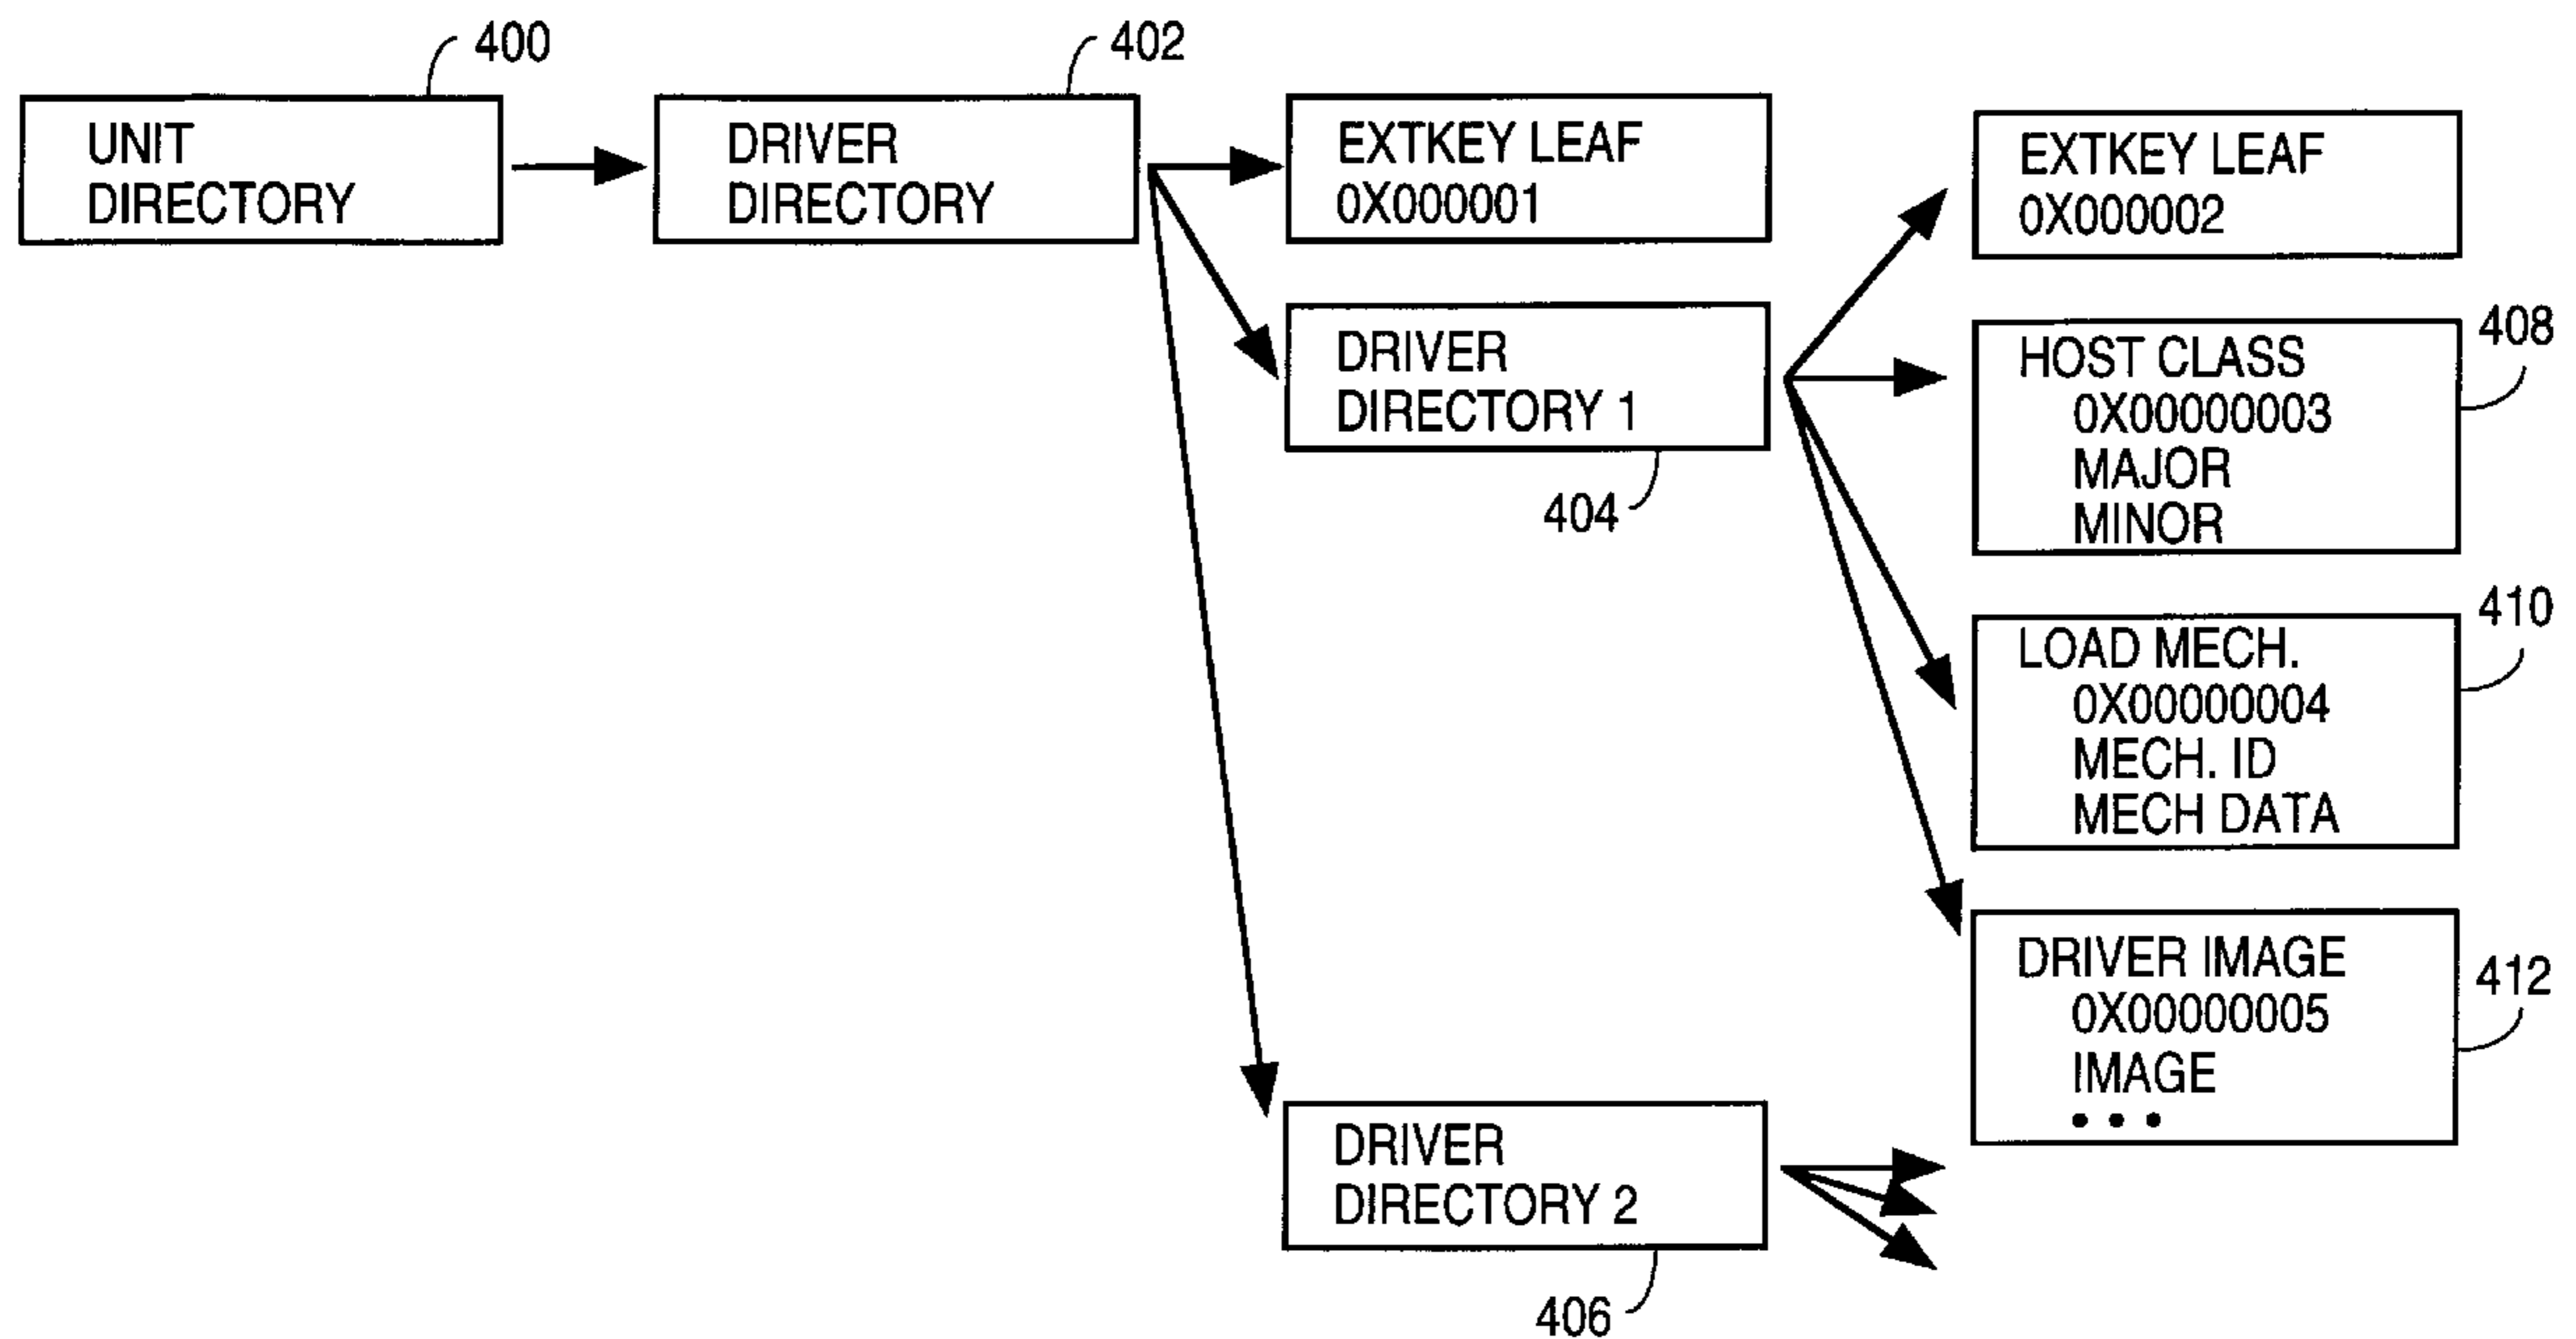 400
402
UNIT
DIRECTORY
DRIVER
DIRECTORY
EXTKEY LEAF
0X000001
EXTKEY LEAF
0X000002
DRIVER
DIRECTORY 1
404
408
HOST CLASS
0X00000003
MAJOR
MINOR
410
LOAD MECH.
0X00000004
MECH. ID
MECH DATA
412
DRIVER IMAGE
0X00000005
IMAGE
• • •
DRIVER
DIRECTORY 2
406